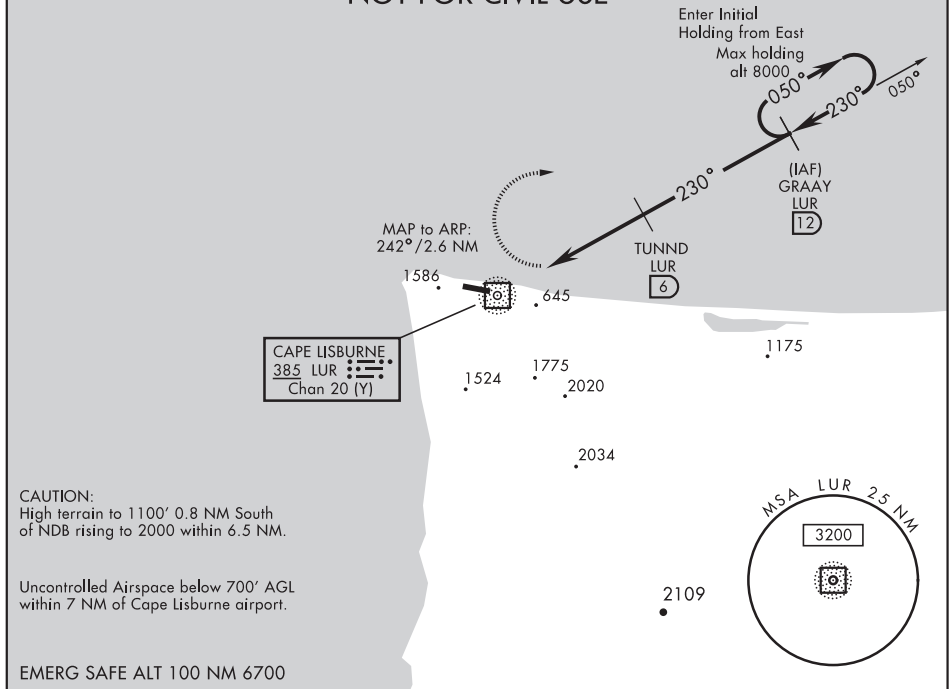 NOT FOR CIVIL USE
Enter Initial
Holding from East
Max holding
alt 8000
050°
230°
050°
230°
(IAF)
GRAAY
LUR
12
MAP to ARP:
242°/2.6 NM
TUNND
LUR
6
1586
645
1175
CAPE LISBURNE
385 LUR
Chan 20 (Y)
1524
1775
2020
2034
CAUTION:
High terrain to 1100' 0.8 NM South
of NDB rising to 2000 within 6.5 NM.
Uncontrolled Airspace below 700' AGL
within 7 NM of Cape Lisburne airport.
MSA LUR 25 NM
3200
2109
EMERG SAFE ALT 100 NM 6700